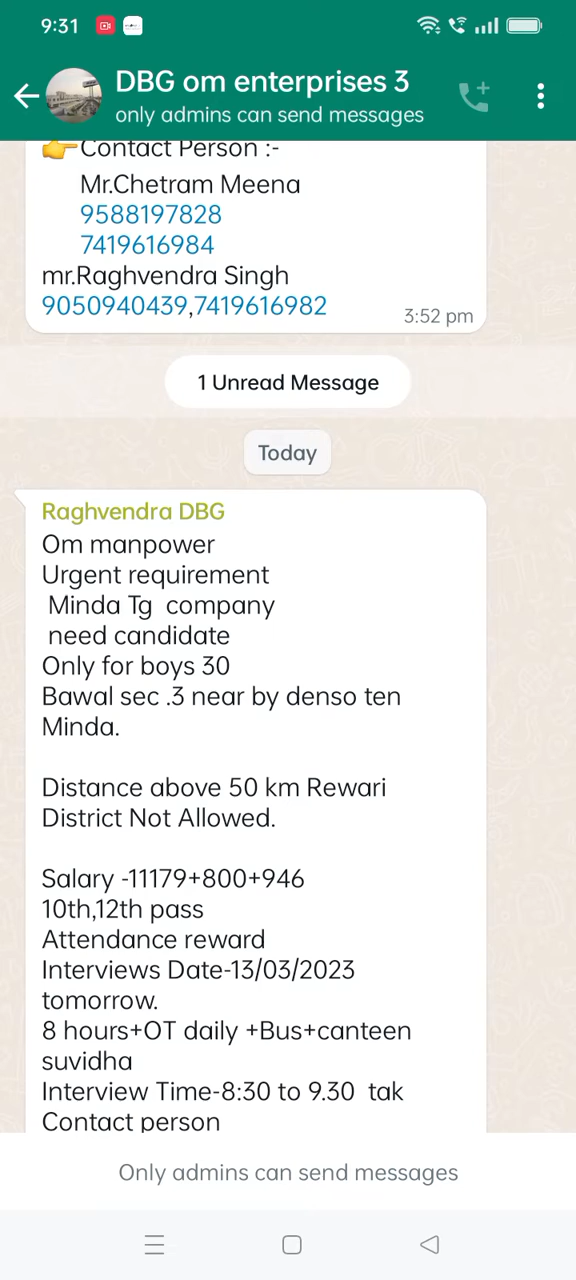 9:31
DBG om enterprises 3
only admins can send messages
👉Contact Person :-
Mr.Chetram Meena
9588197828
7419616984
mr.Raghvendra Singh
9050940439,7419616982
3:52 pm
1 Unread Message
Today
Raghvendra DBG
Om manpower
Urgent requirement
Minda Tg company
need candidate
Only for boys 30
Bawal sec .3 near by denso ten
Minda.
Distance above 50 km Rewari
District Not Allowed.
Salary -11179+800+946
10th,12th pass
Attendance reward
Interviews Date-13/03/2023
tomorrow.
8 hours+OT daily +Bus+canteen
suvidha
Interview Time-8:30 to 9.30 tak
Contact person
Only admins can send messages